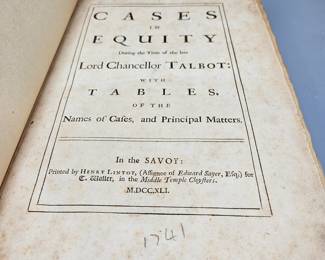 CASES
IN
EQUITY
During the Time of the late
Lord Chancellor TALBOT:
WITH
TABLES,
OF THE
Names of Cases, and Principal Matters.
In the SAVOY:
Printed by HENRY LINTOT, (Assignee of Edward Sayer, Esq;) for
C. Waller, in the Middle Temple Cloysters.
M.DCC.XLI.
1741